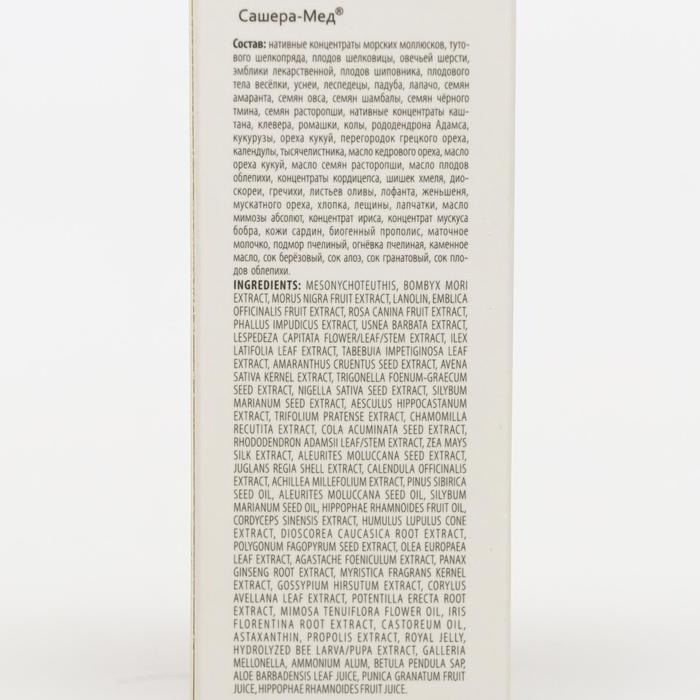 Сашера-Мед®
Состав: нативные концентраты морских моллюсков, туто-
вого шелкопряда, плодов шелковицы, овечьей шерсти,
эмблики лекарственной, плодов шиповника, плодового
тела весёлки, уснеи, леспедецы, падуба, лапачо, семян
амаранта, семян овса, семян шамбалы, семян чёрного
тмина, семян расторопши, нативные концентраты каш-
тана, клевера, ромашки, колы, рододендрона Адамса,
кукурузы, ореха кукуй, перегородок грецкого ореха,
календулы, тысячелистника, масло кедрового ореха, масло
ореха кукуй, масло семян расторопши, масло плодов
облепихи, концентраты кордицепса, шишек хмеля, дио-
скореи, гречихи, листьев оливы, лофанта, женьшеня,
мускатного ореха, хлопка, лещины, лапчатки, масло
мимозы абсолют, концентрат ириса, концентрат мускуса
бобра, кожи сардин, биогенный прополис, маточное
молочко, подмор пчелиный, огнёвка пчелиная, каменное
масло, сок берёзовый, сок алоэ, сок гранатовый, сок пло-
дов облепихи.
INGREDIENTS: MESONYCHOTEUTHIS, BOMBYX MORI
EXTRACT, MORUS NIGRA FRUIT EXTRACT, LANOLIN, EMBLICA
OFFICINALIS FRUIT EXTRACT, ROSA CANINA FRUIT EXTRACT,
PHALLUS IMPUDICUS EXTRACT, USNEA BARBATA EXTRACT,
LESPEDEZA CAPITATA FLOWER/LEAF/STEM EXTRACT, ILEX
LATIFOLIA LEAF EXTRACT, TABEBUIA IMPETIGINOSA LEAF
EXTRACT, AMARANTHUS CRUENTUS SEED EXTRACT, AVENA
SATIVA KERNEL EXTRACT, TRIGONELLA FOENUM-GRAECUM
SEED EXTRACT, NIGELLA SATIVA SEED EXTRACT, SILYBUM
MARIANUM SEED EXTRACT, AESCULUS HIPPOCASTANUM
EXTRACT, TRIFOLIUM PRATENSE EXTRACT, CHAMOMILLA
RECUTITA EXTRACT, COLA ACUMINATA SEED EXTRACT,
RHODODENDRON ADAMSII LEAF/STEM EXTRACT, ZEA MAYS
SILK EXTRACT, ALEURITES MOLUCCANA SEED EXTRACT,
JUGLANS REGIA SHELL EXTRACT, CALENDULA OFFICINALIS
EXTRACT, ACHILLEA MILLEFOLIUM EXTRACT, PINUS SIBIRICA
SEED OIL, ALEURITES MOLUCCANA SEED OIL, SILYBUM
MARIANUM SEED OIL, HIPPOPHAE RHAMNOIDES FRUIT OIL,
CORDYCEPS SINENSIS EXTRACT, HUMULUS LUPULUS CONE
EXTRACT, DIOSCOREA CAUCASICA ROOT EXTRACT,
POLYGONUM FAGOPYRUM SEED EXTRACT, OLEA EUROPAEA
LEAF EXTRACT, AGASTACHE FOENICULUM EXTRACT, PANAX
GINSENG ROOT EXTRACT, MYRISTICA FRAGRANS KERNEL
EXTRACT, GOSSYPIUM HIRSUTUM EXTRACT, CORYLUS
AVELLANA LEAF EXTRACT, POTENTILLA ERECTA ROOT
EXTRACT, MIMOSA TENUIFLORA FLOWER OIL, IRIS
FLORENTINA ROOT EXTRACT, CASTOREUM OIL,
ASTAXANTHIN, PROPOLIS EXTRACT, ROYAL JELLY,
HYDROLYZED BEE LARVA/PUPA EXTRACT, GALLERIA
MELLONELLA, AMMONIUM ALUM, BETULA PENDULA SAP,
ALOE BARBADENSIS LEAF JUICE, PUNICA GRANATUM FRUIT
JUICE, HIPPOPHAE RHAMNOIDES FRUIT JUICE.